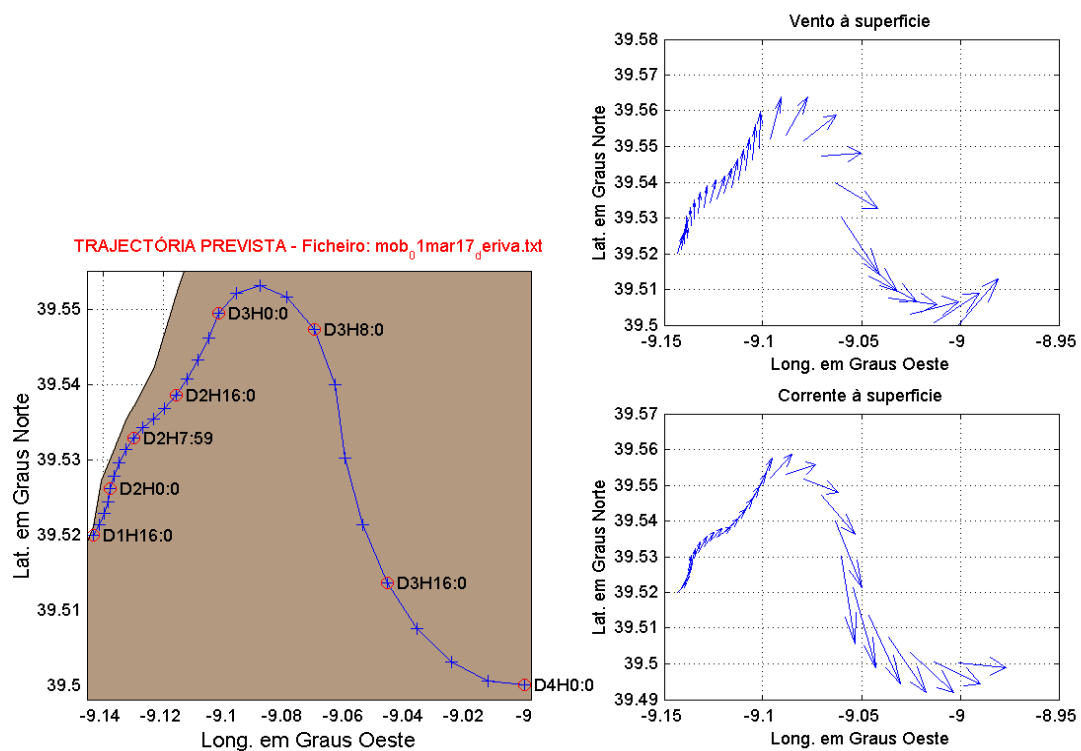 TRAJECTÓRIA PREVISTA - Ficheiro: mob_01mar17_deriva.txt
Lat. em Graus Norte
39.55
39.54
39.53
39.52
39.51
39.5
D3H0:0
D3H8:0
D2H16:0
D2H7:59
D2H0:0
D1H16:0
D3H16:0
D4H0:0
-9.14 -9.12 -9.1 -9.08 -9.06 -9.04 -9.02 -9
Long. em Graus Oeste
Vento à superficie
Lat. em Graus Norte
39.58
39.57
39.56
39.55
39.54
39.53
39.52
39.51
39.5
-9.15 -9.1 -9.05 -9 -8.95
Long. em Graus Oeste
Corrente à superficie
Lat. em Graus Norte
39.57
39.56
39.55
39.54
39.53
39.52
39.51
39.5
39.49
-9.15 -9.1 -9.05 -9 -8.95
Long. em Graus Oeste